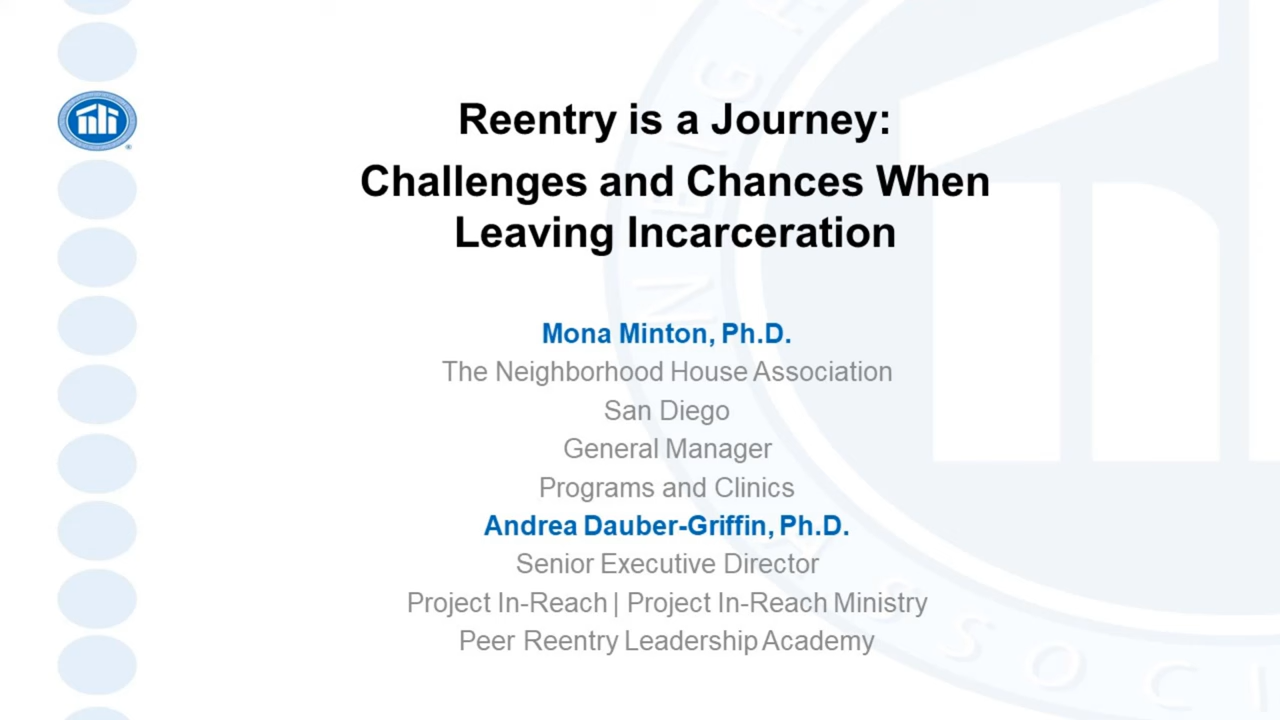 Reentry is a Journey:
Challenges and Chances When
Leaving Incarceration
Mona Minton, Ph.D.
The Neighborhood House Association
San Diego
General Manager
Programs and Clinics
Andrea Dauber-Griffin, Ph.D.
Senior Executive Director
Project In-Reach | Project In-Reach Ministry
Peer Reentry Leadership Academy